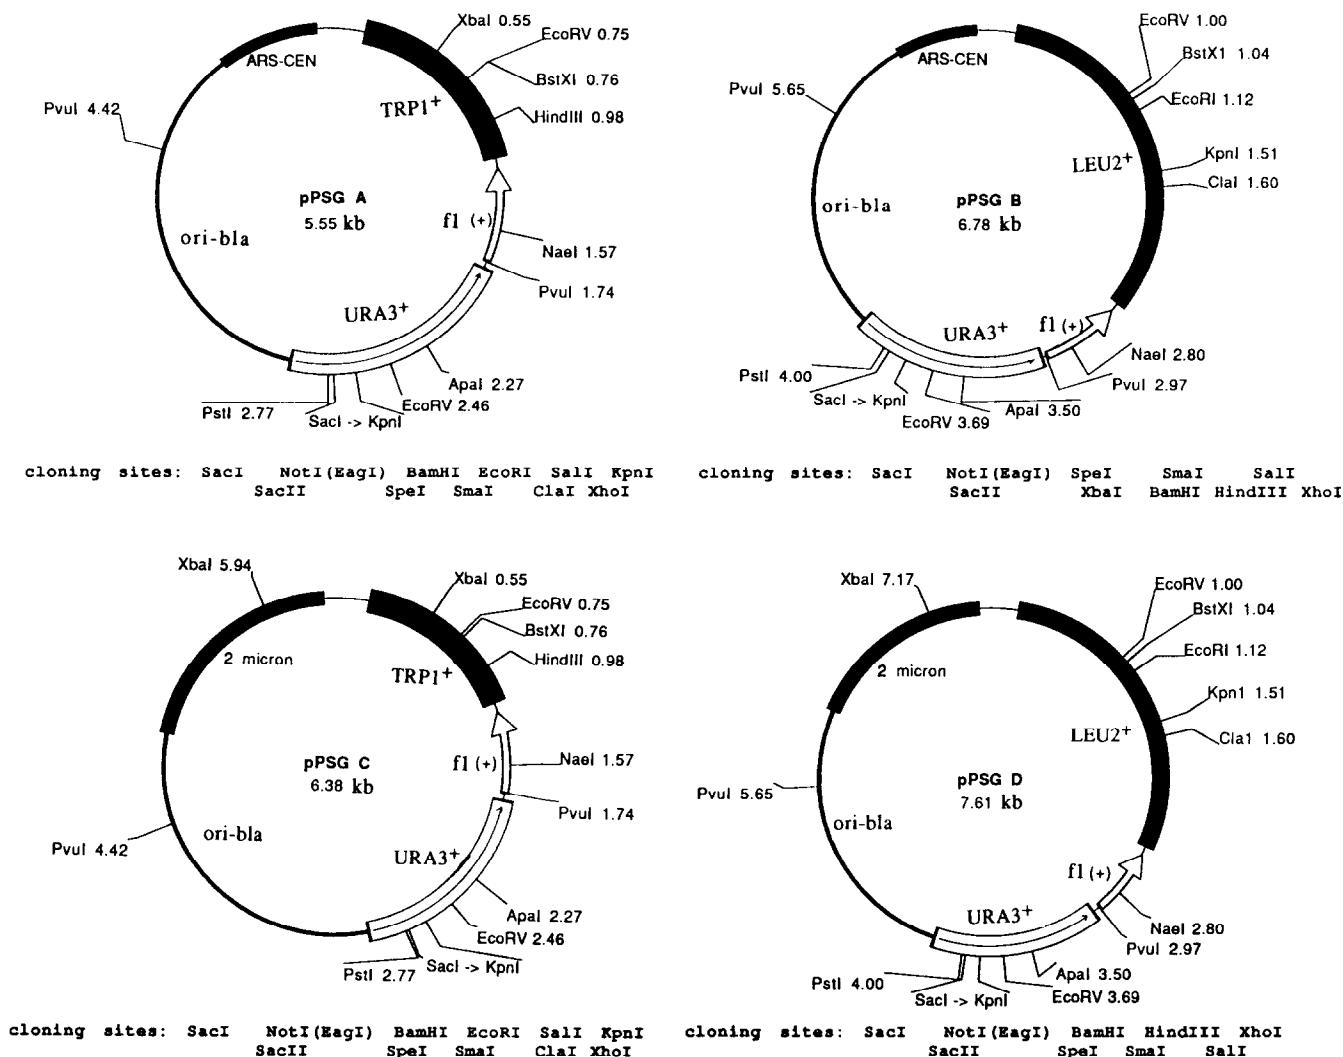 XbaI 0.55
EcoRV 0.75
BstXI 0.76
HindIII 0.98
ARS-CEN
TRP1+
PvuI 4.42
pPSG A
5.55 kb
f1 (+)
ori-bla
NaeI 1.57
PvuI 1.74
URA3+
ApaI 2.27
EcoRV 2.46
PstI 2.77
SacI -> KpnI
cloning sites: SacI NotI(EagI) BamHI EcoRI SalI KpnI
SacII SpeI SmaI ClaI XhoI
EcoRV 1.00
BstX1 1.04
EcoRI 1.12
ARS-CEN
PvuI 5.65
KpnI 1.51
LEU2+
ClaI 1.60
pPSG B
6.78 kb
ori-bla
URA3+
f1 (+)
NaeI 2.80
PvuI 2.97
PstI 4.00
SacI -> KpnI
ApaI 3.50
EcoRV 3.69
cloning sites: SacI NotI(EagI) SpeI SmaI SalI
SacII XbaI BamHI HindIII XhoI
XbaI 5.94
XbaI 0.55
EcoRV 0.75
BstXI 0.76
HindIII 0.98
2 micron
TRP1+
pPSG C
6.38 kb
f1 (+)
NaeI 1.57
PvuI 1.74
ori-bla
PvuI 4.42
URA3+
ApaI 2.27
EcoRV 2.46
SacI -> KpnI
PstI 2.77
cloning sites: SacI NotI(EagI) BamHI EcoRI SalI KpnI
SacII SpeI SmaI ClaI XhoI
XbaI 7.17
EcoRV 1.00
BstXI 1.04
EcoRI 1.12
2 micron
Kpn1 1.51
LEU2+
Cla1 1.60
pPSG D
7.61 kb
PvuI 5.65
ori-bla
f1 (+)
URA3+
NaeI 2.80
PvuI 2.97
PstI 4.00
ApaI 3.50
SacI -> KpnI
EcoRV 3.69
cloning sites: SacI NotI(EagI) BamHI HindIII XhoI
SacII SpeI SmaI SalI